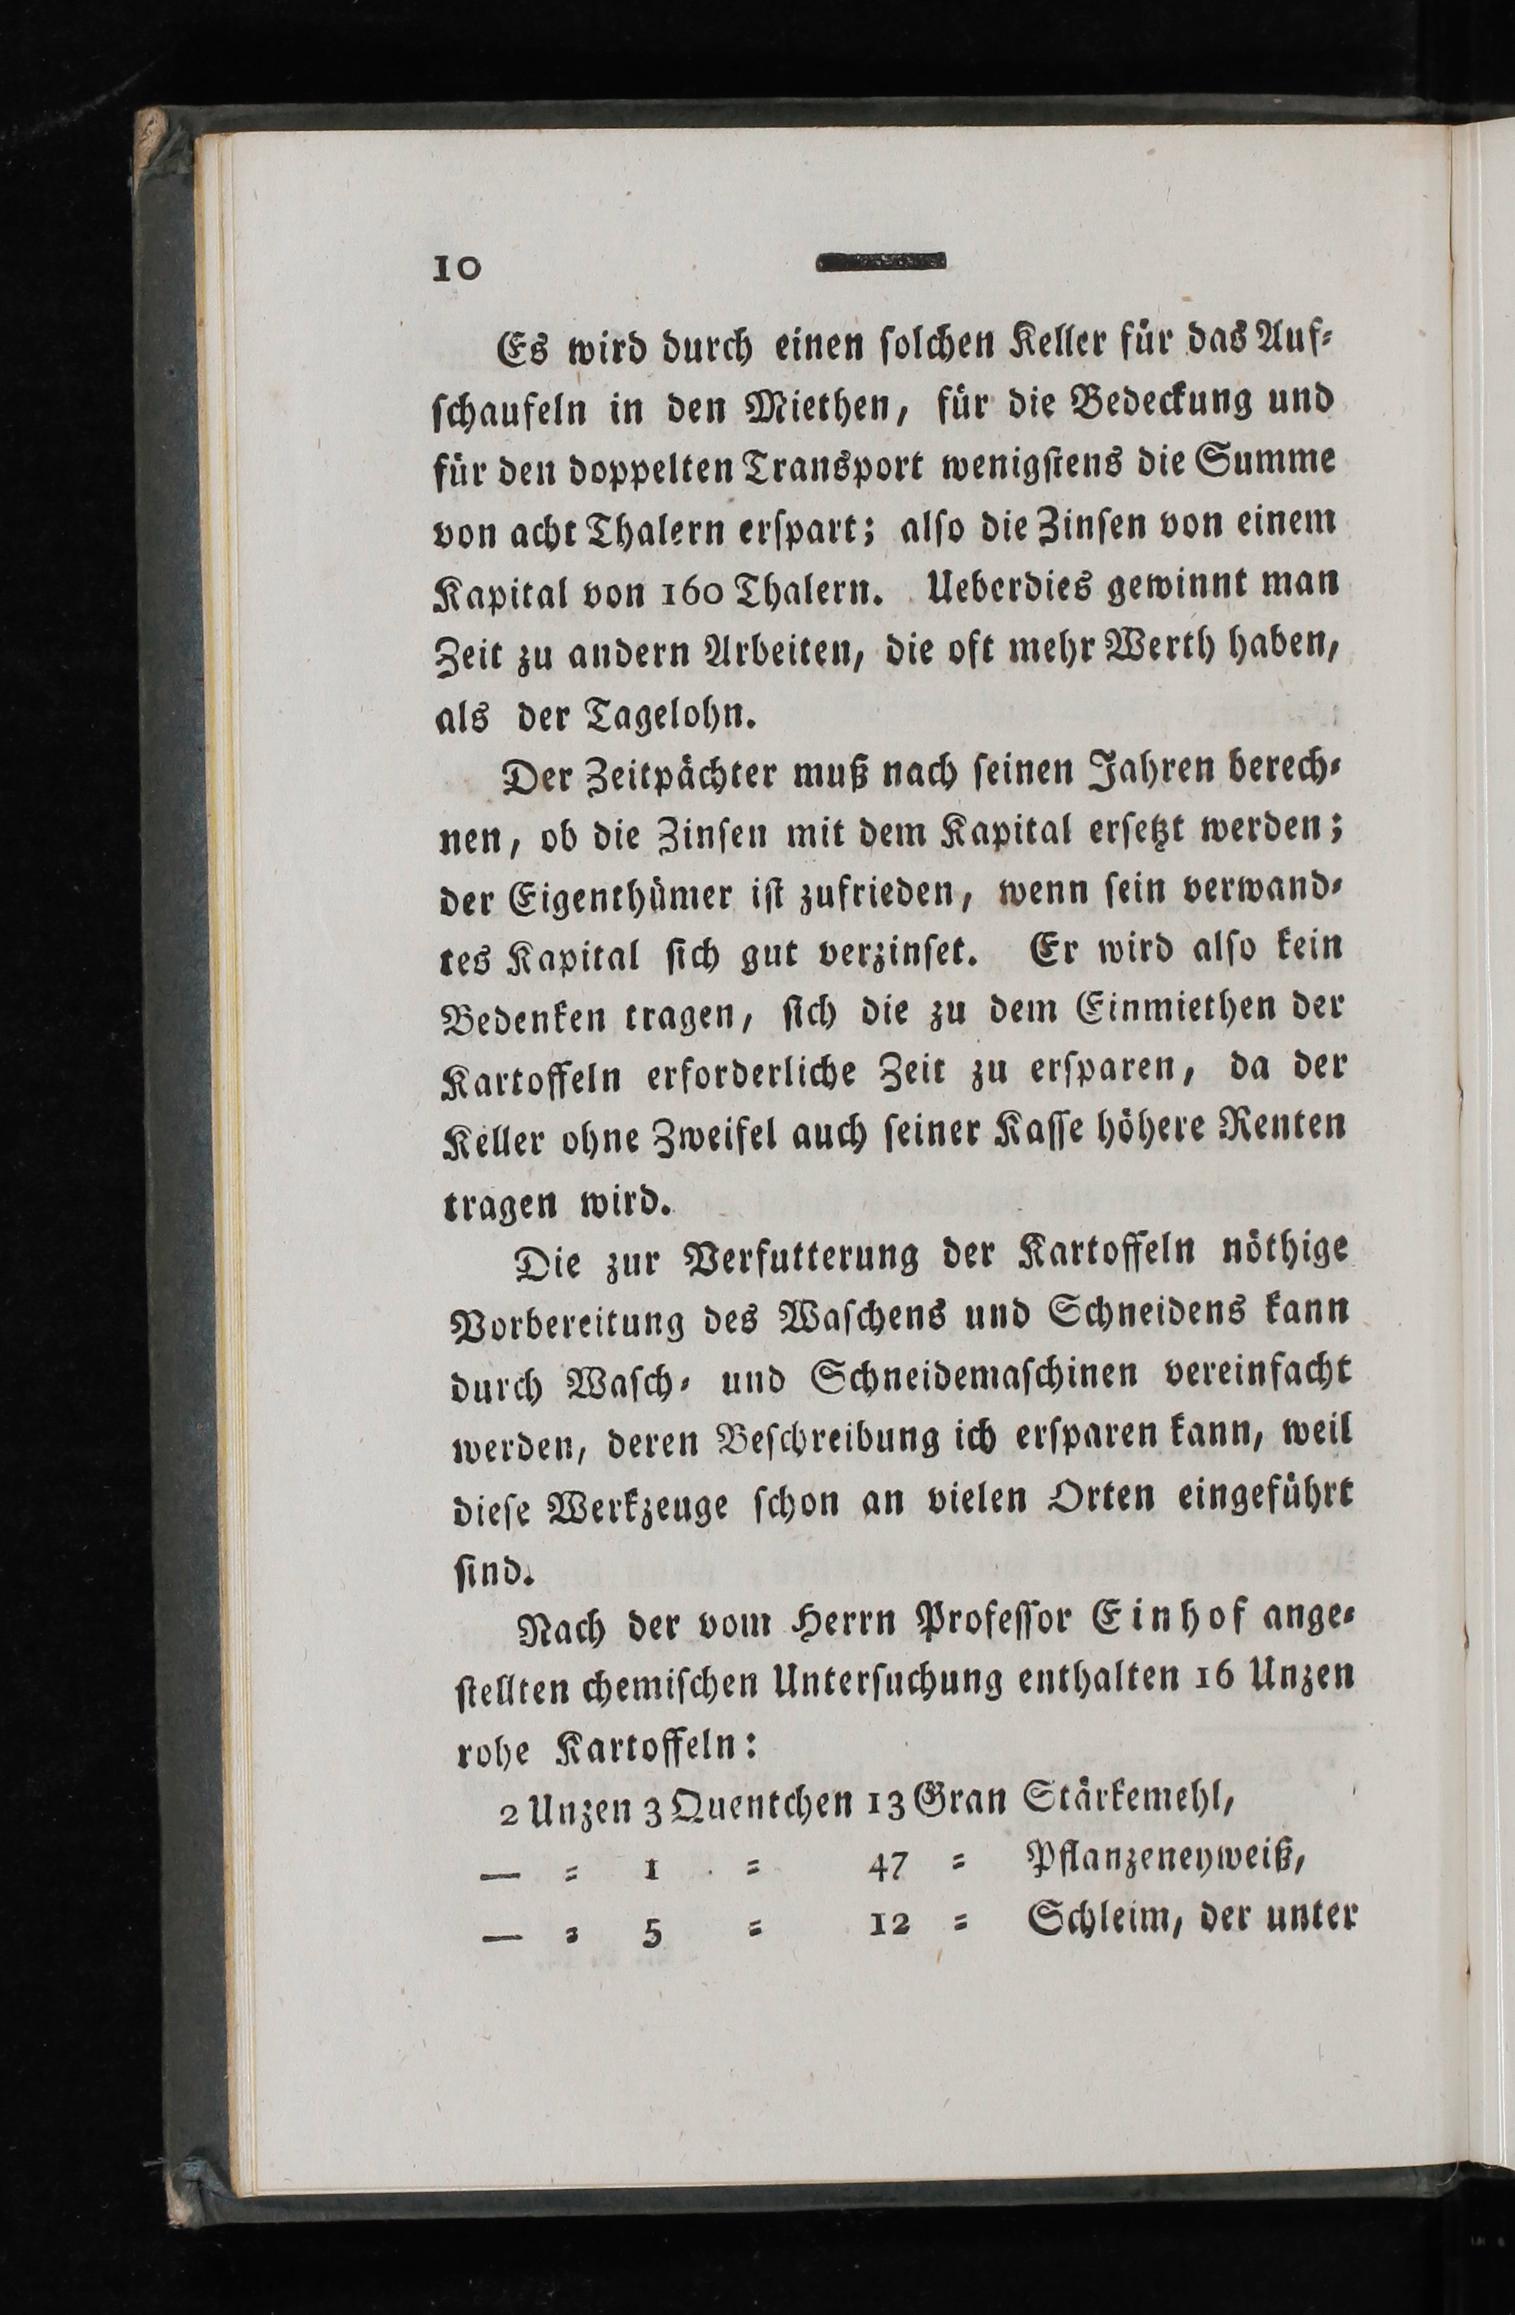 10
Es wird durch einen solchen Keller für das Auf⸗
schaufeln in den Miethen, für die Bedeckung und
für den doppelten Transport wenigstens die Summe
von acht Thalern erspart; also die Zinsen von einem
Kapital von 160 Thalern. Ueberdies gewinnt man
Zeit zu andern Arbeiten, die oft mehr Werth haben,
als der Tagelohn.
Der Zeitpächter muß nach seinen Jahren berech⸗
nen, ob die Zinsen mit dem Kapital ersetzt werden;
der Eigenthümer ist zufrieden, wenn sein verwand⸗
tes Kapital sich gut verzinset. Er wird also kein
Bedenken tragen, sich die zu dem Einmiethen der
Kartoffeln erforderliche Zeit zu ersparen, da der
Keller ohne Zweifel auch seiner Kasse höhere Renten
tragen wird.
Die zur Verfutterung der Kartoffeln nöthige
Vorbereitung des Waschens und Schneidens kann
durch Wasch⸗ und Schneidemaschinen vereinfacht
werden, deren Beschreibung ich ersparen kann, weil
diese Werkzeuge schon an vielen Orten eingeführt
sind.
Nach der vom Herrn Professor Einhof ange⸗
stellten chemischen Untersuchung enthalten 16 Unzen
rohe Kartoffeln:
2 Unzen 3 Quentchen 13 Gran Stärkemehl,
— ⸗ 1 ⸗ 47 ⸗ Pflanzeneyweiß,
— ⸗ 5 ⸗ 12 ⸗ Schleim, der unter